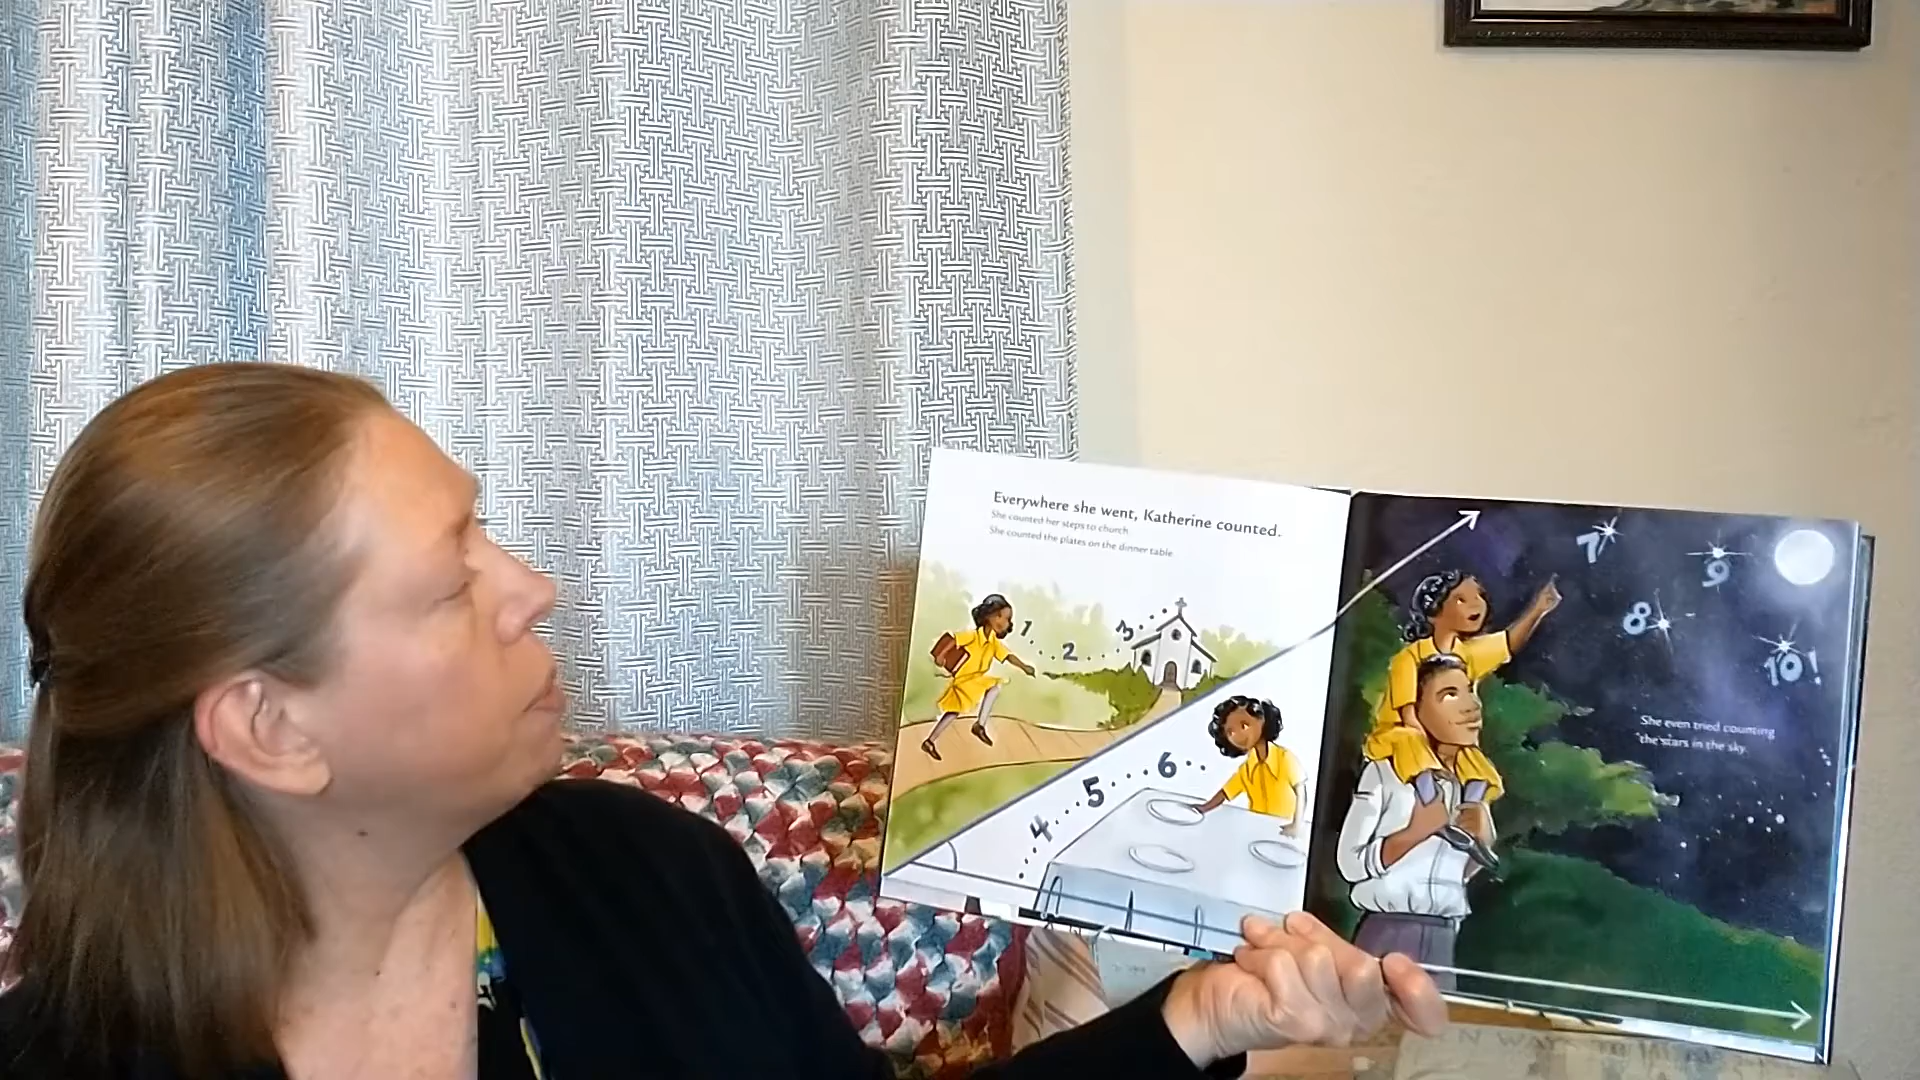 Everywhere she went, Katherine counted.
She counted her steps to church
She counted the plates on the dinner table
1
2
3
4
5
6
7
8
9
10!
She even tried counting
the stars in the sky.